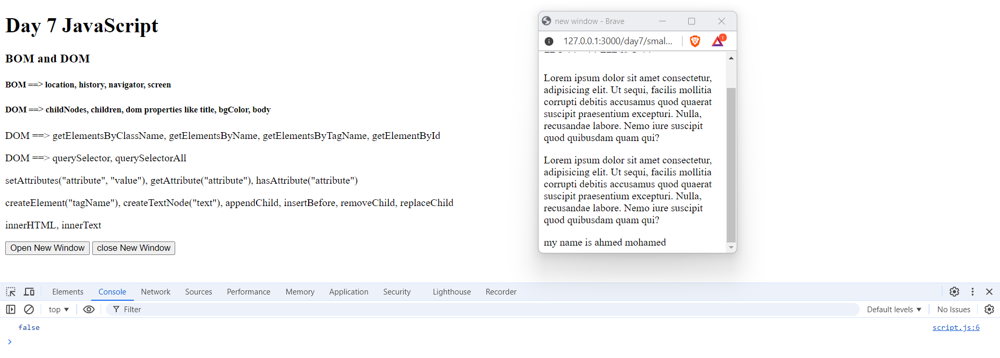 Day 7 JavaScript
BOM and DOM
BOM ==> location, history, navigator, screen
DOM ==> childNodes, children, dom properties like title, bgColor, body
DOM ==> getElementsByClassName, getElementsByName, getElementsByTagName, getElementById
DOM ==> querySelector, querySelectorAll
setAttributes("attribute", "value"), getAttribute("attribute"), hasAttribute("attribute")
createElement("tagName"), createTextNode("text"), appendChild, insertBefore, removeChild, replaceChild
innerHTML, innerText
Open New Window close New Window
new window - Brave
127.0.0.1:3000/day7/smal...
1
Lorem ipsum dolor sit amet consectetur,
adipisicing elit. Ut sequi, facilis mollitia
corrupti debitis accusamus quod quaerat
suscipit praesentium excepturi. Nulla,
recusandae labore. Nemo iure suscipit
quod quibusdam quam qui?
Lorem ipsum dolor sit amet consectetur,
adipisicing elit. Ut sequi, facilis mollitia
corrupti debitis accusamus quod quaerat
suscipit praesentium excepturi. Nulla,
recusandae labore. Nemo iure suscipit
quod quibusdam quam qui?
my name is ahmed mohamed
Elements Console Network Sources Performance Memory Application Security Lighthouse Recorder
top Filter Default levels No Issues
false script.js:6